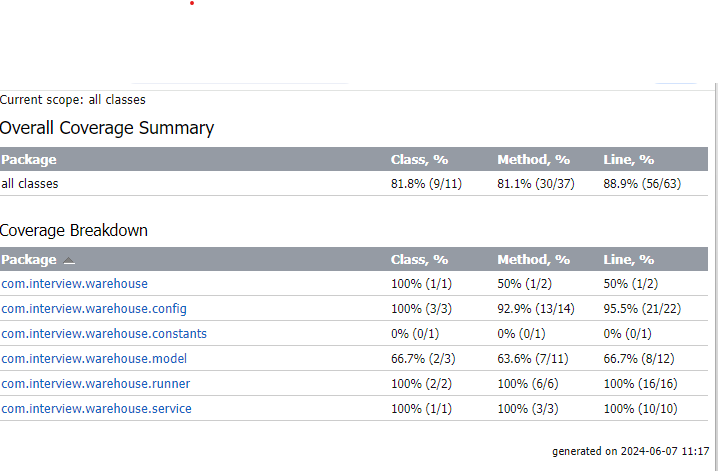 Current scope: all classes
Overall Coverage Summary
Package Class, % Method, % Line, %
all classes 81.8% (9/11) 81.1% (30/37) 88.9% (56/63)
Coverage Breakdown
Package Class, % Method, % Line, %
com.interview.warehouse 100% (1/1) 50% (1/2) 50% (1/2)
com.interview.warehouse.config 100% (3/3) 92.9% (13/14) 95.5% (21/22)
com.interview.warehouse.constants 0% (0/1) 0% (0/1) 0% (0/1)
com.interview.warehouse.model 66.7% (2/3) 63.6% (7/11) 66.7% (8/12)
com.interview.warehouse.runner 100% (2/2) 100% (6/6) 100% (16/16)
com.interview.warehouse.service 100% (1/1) 100% (3/3) 100% (10/10)
generated on 2024-06-07 11:17